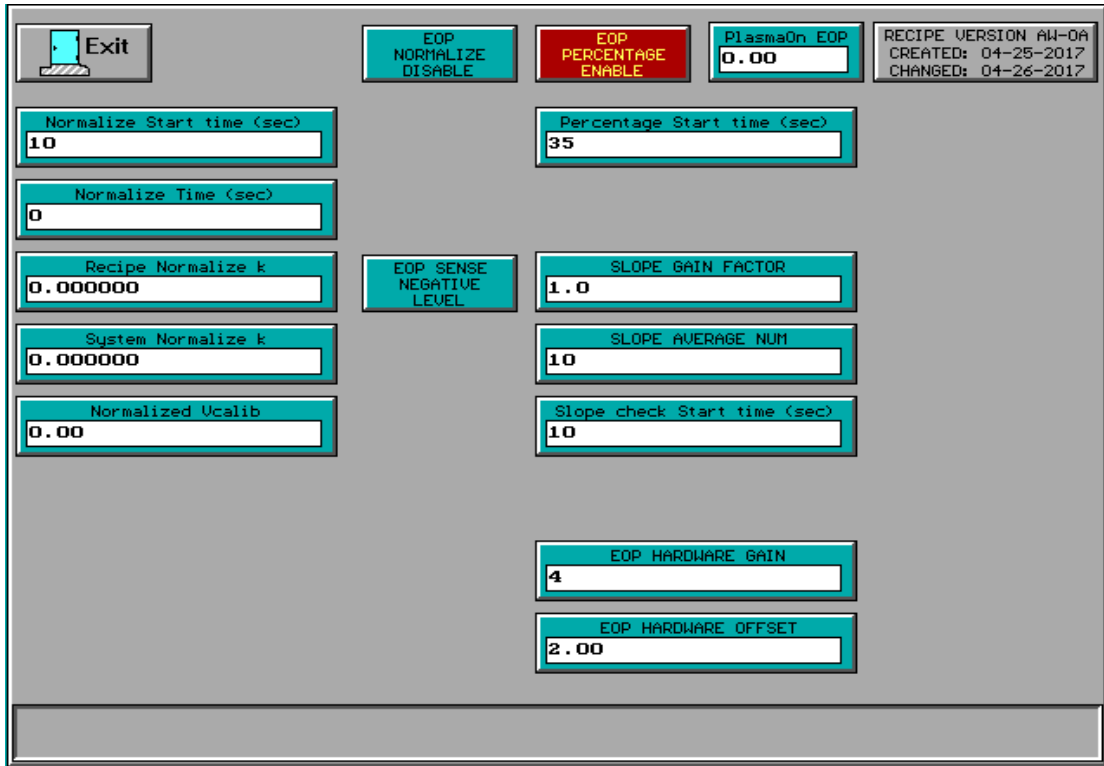 Exit
EOP
NORMALIZE
DISABLE
EOP
PERCENTAGE
ENABLE
PlasmaOn EOP
0.00
RECIPE VERSION AW-0A
CREATED: 04-25-2017
CHANGED: 04-26-2017
Normalize Start time (sec)
10
Percentage Start time (sec)
35
Normalize Time (sec)
0
Recipe Normalize k
0.000000
EOP SENSE
NEGATIVE
LEVEL
SLOPE GAIN FACTOR
1.0
System Normalize k
0.000000
SLOPE AVERAGE NUM
10
Normalized Vcalib
0.00
Slope check Start time (sec)
10
EOP HARDWARE GAIN
4
EOP HARDWARE OFFSET
2.00